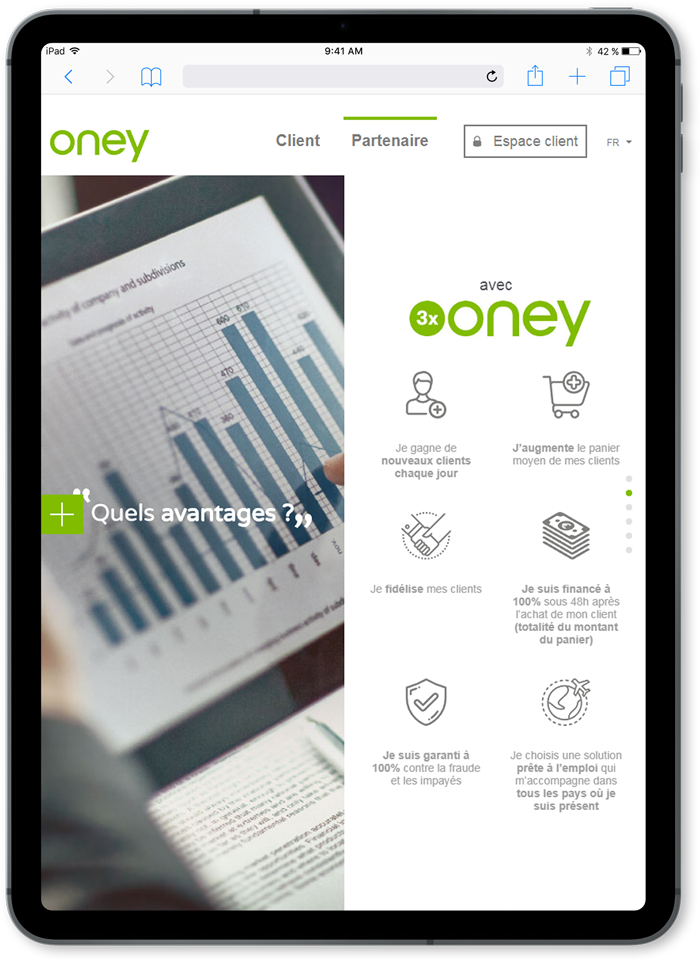 iPad
9:41 AM
42 %
oney
Client
Partenaire
Espace client
FR
activity of company and subdivisions
600
670
470
380
“Quels avantages ?”
avec
3x oney
Je gagne de
nouveaux clients
chaque jour
J’augmente le panier
moyen de mes clients
Je fidélise mes clients
Je suis financé à
100% sous 48h après
l’achat de mon client
(totalité du montant
du panier)
Je suis garanti à
100% contre la fraude
et les impayés
Je choisis une solution
prête à l’emploi qui
m’accompagne dans
tous les pays où je
suis présent